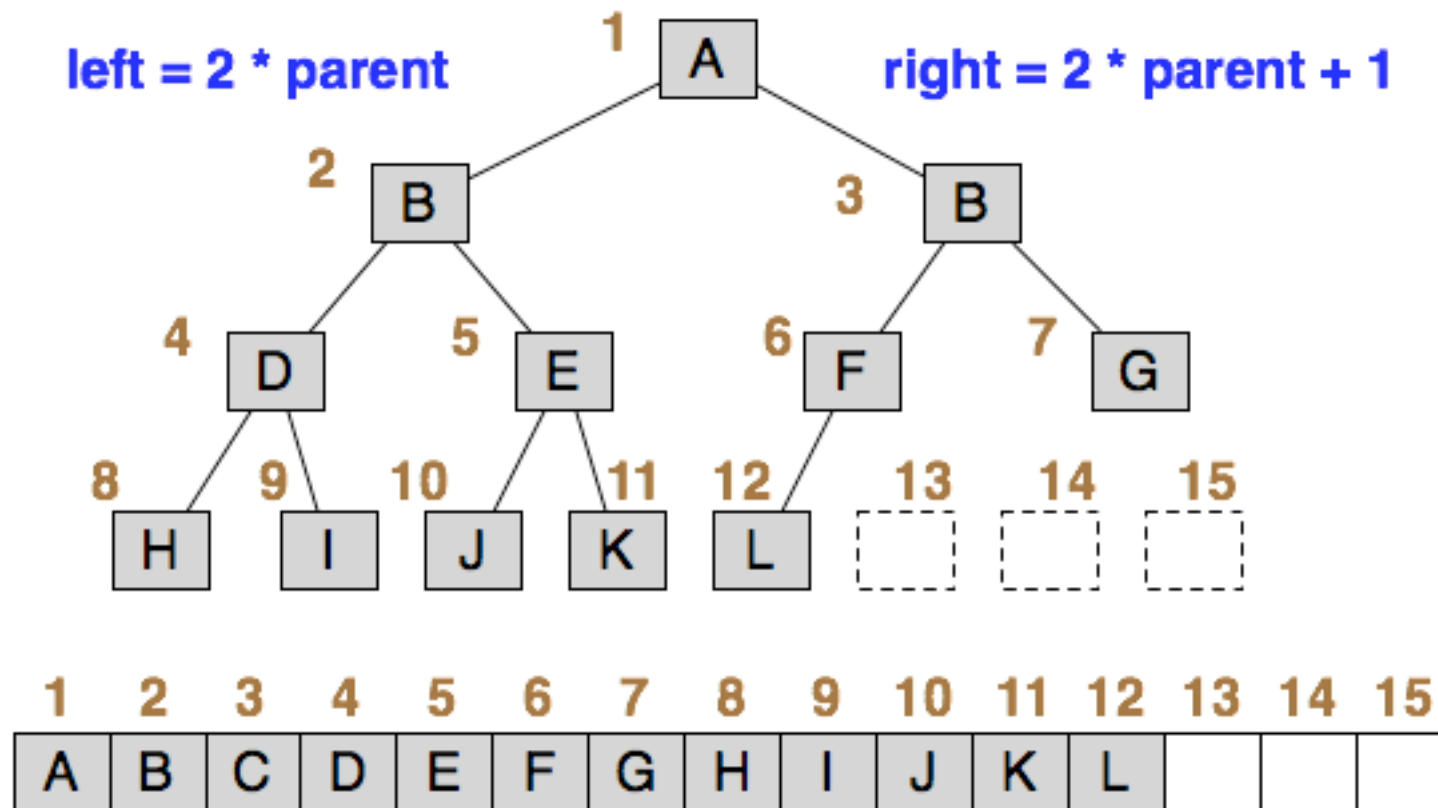 1 A
left = 2 * parent right = 2 * parent + 1
2 B 3 B
4 D 5 E 6 F 7 G
8 9 10 11 12 13 14 15
H I J K L
1 2 3 4 5 6 7 8 9 10 11 12 13 14 15
A B C D E F G H I J K L